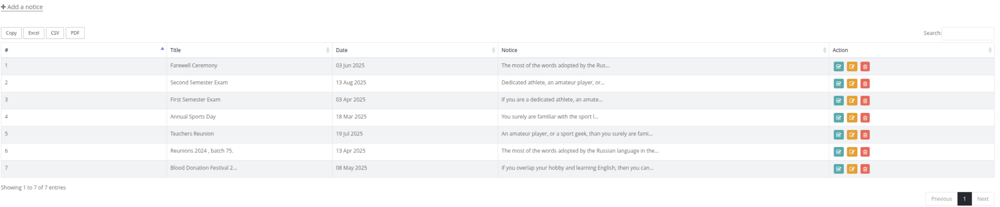 Add a notice
Copy Excel CSV PDF Search:
# Title Date Notice Action
1 Farewell Ceremony 03 Jun 2025 The most of the words adopted by the Rus...
2 Second Semester Exam 13 Aug 2025 Dedicated athlete, an amateur player, or...
3 First Semester Exam 03 Apr 2025 If you are a dedicated athlete, an amate...
4 Annual Sports Day 18 Mar 2025 You surely are familiar with the sport l...
5 Teachers Reunion 19 Jul 2025 An amateur player, or a sport geek, than you surely are fami...
6 Reunions 2024 , batch 75. 13 Apr 2025 The most of the words adopted by the Russian language in the...
7 Blood Donation Festival 2... 08 May 2025 if you overlap your hobby and learning English, then you can...
Showing 1 to 7 of 7 entries
Previous 1 Next